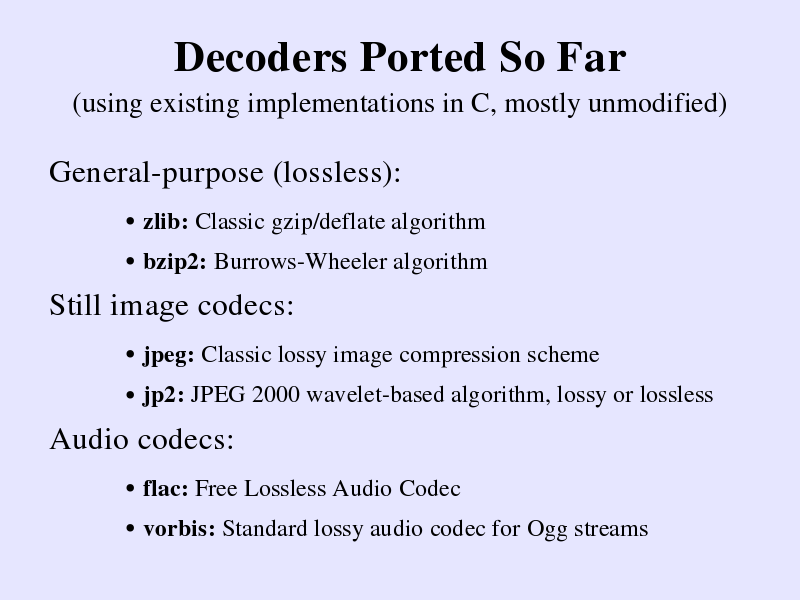 Decoders Ported So Far
(using existing implementations in C, mostly unmodified)
General-purpose (lossless):
• zlib: Classic gzip/deflate algorithm
• bzip2: Burrows-Wheeler algorithm
Still image codecs:
• jpeg: Classic lossy image compression scheme
• jp2: JPEG 2000 wavelet-based algorithm, lossy or lossless
Audio codecs:
• flac: Free Lossless Audio Codec
• vorbis: Standard lossy audio codec for Ogg streams